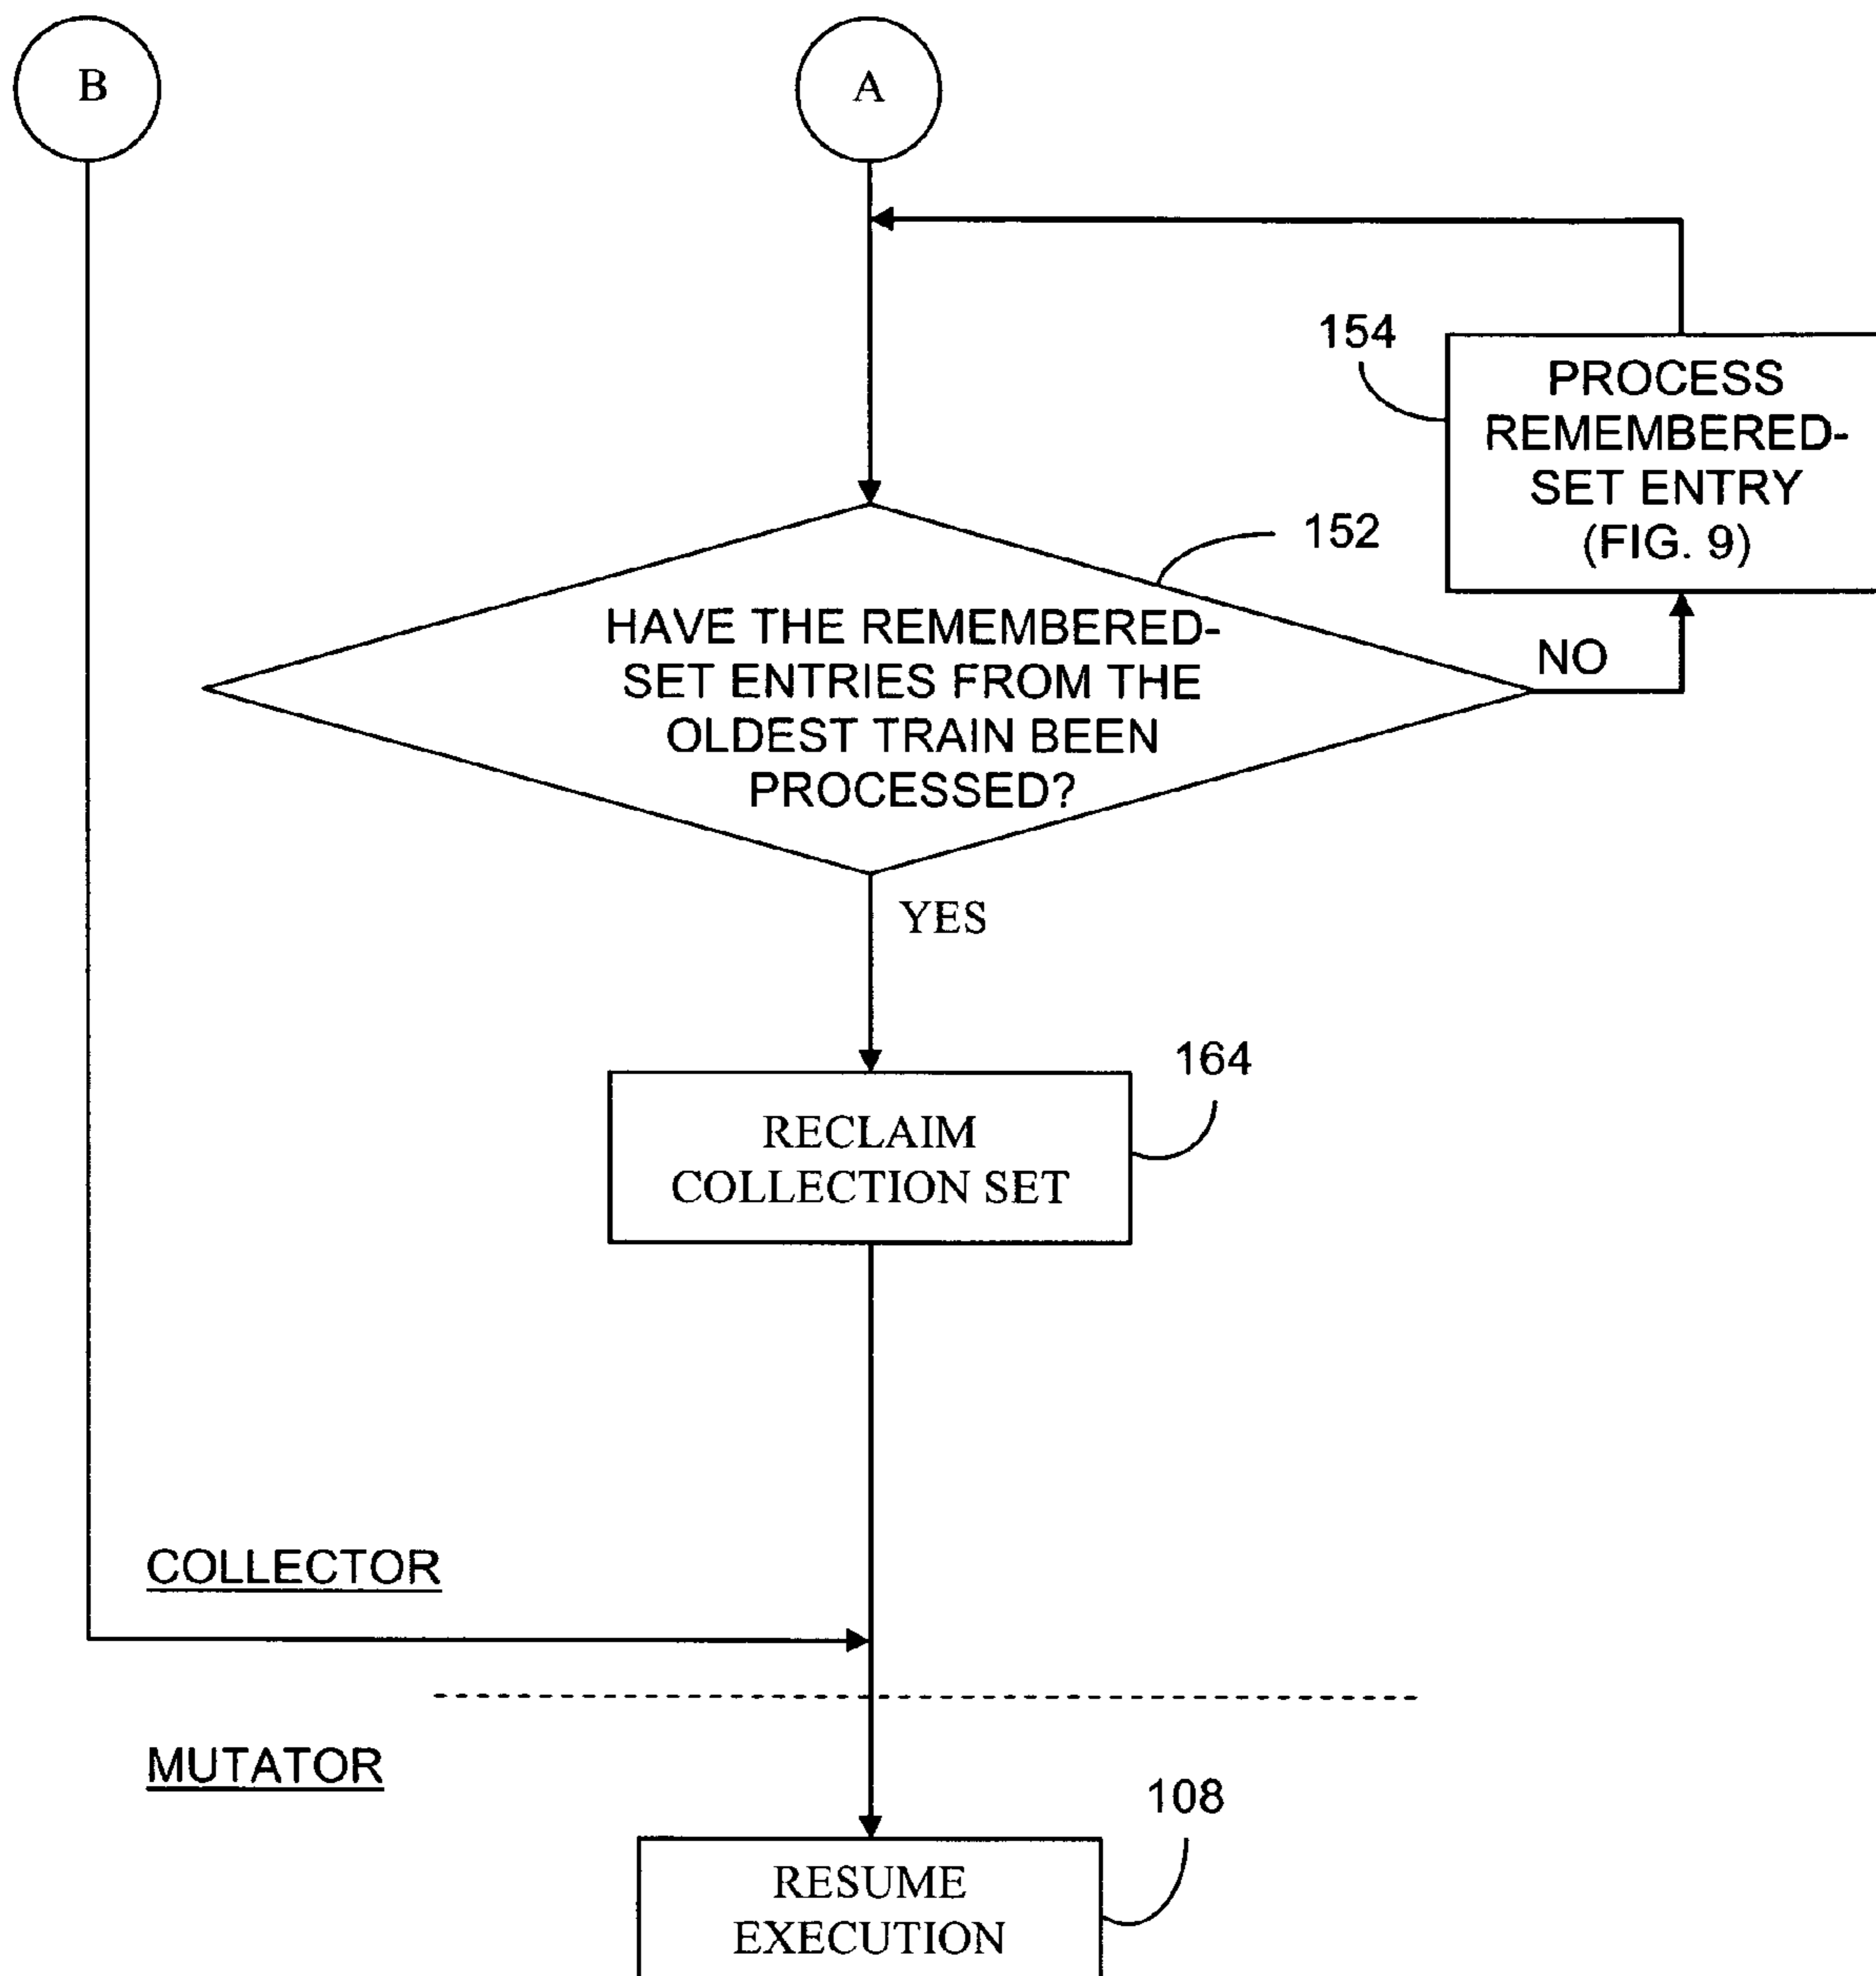 B
A
154
PROCESS
REMEMBERED-
SET ENTRY
(FIG. 9)
152
HAVE THE REMEMBERED-
SET ENTRIES FROM THE
OLDEST TRAIN BEEN
PROCESSED?
NO
YES
164
RECLAIM
COLLECTION SET
COLLECTOR
MUTATOR
108
RESUME
EXECUTION